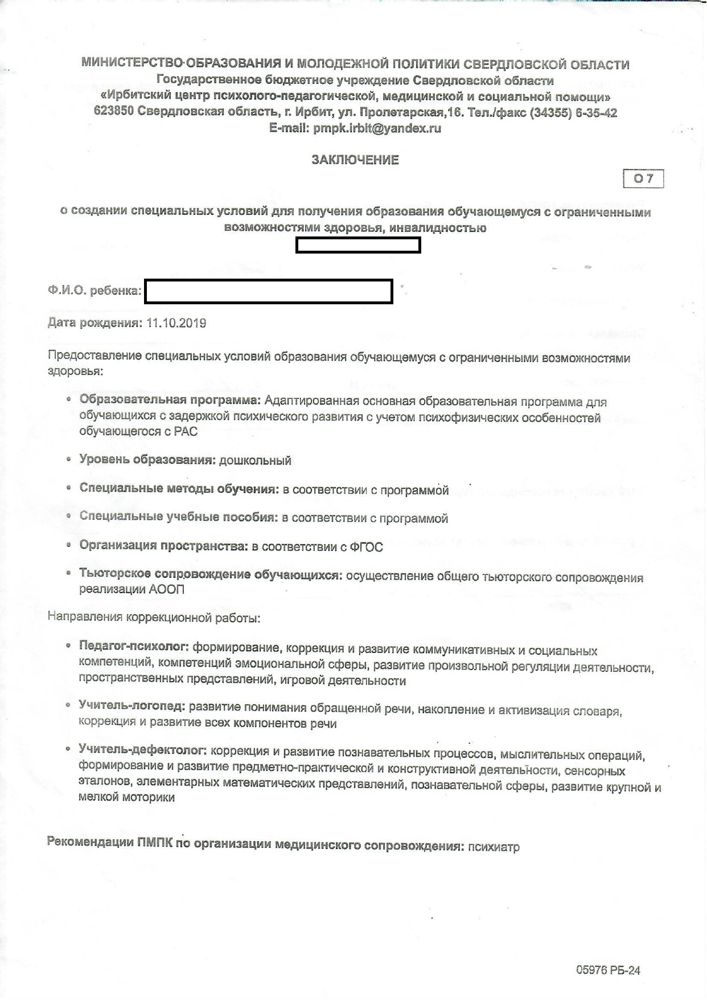 МИНИСТЕРСТВО ОБРАЗОВАНИЯ И МОЛОДЕЖНОЙ ПОЛИТИКИ СВЕРДЛОВСКОЙ ОБЛАСТИ
Государственное бюджетное учреждение Свердловской области
«Ирбитский центр психолого-педагогической, медицинской и социальной помощи»
623850 Свердловская область, г. Ирбит, ул. Пролетарская,16. Тел./факс (34355) 6-35-42
E-mail: pmpk.irbit@yandex.ru
ЗАКЛЮЧЕНИЕ
О 7
о создании специальных условий для получения образования обучающемуся с ограниченными
возможностями здоровья, инвалидностью
Ф.И.О. ребенка:
Дата рождения: 11.10.2019
Предоставление специальных условий образования обучающемуся с ограниченными возможностями
здоровья:
• Образовательная программа: Адаптированная основная образовательная программа для
обучающихся с задержкой психического развития с учетом психофизических особенностей
обучающегося с РАС
• Уровень образования: дошкольный
• Специальные методы обучения: в соответствии с программой
• Специальные учебные пособия: в соответствии с программой
• Организация пространства: в соответствии с ФГОС
• Тьюторское сопровождение обучающихся: осуществление общего тьюторского сопровождения
реализации АООП
Направления коррекционной работы:
• Педагог-психолог: формирование, коррекция и развитие коммуникативных и социальных
компетенций, компетенций эмоциональной сферы, развитие произвольной регуляции деятельности,
пространственных представлений, игровой деятельности
• Учитель-логопед: развитие понимания обращенной речи, накопление и активизация словаря,
коррекция и развитие всех компонентов речи
• Учитель-дефектолог: коррекция и развитие познавательных процессов, мыслительных операций,
формирование и развитие предметно-практической и конструктивной деятельности, сенсорных
эталонов, элементарных математических представлений, познавательной сферы, развитие крупной и
мелкой моторики
Рекомендации ПМПК по организации медицинского сопровождения: психиатр
05976 РБ-24